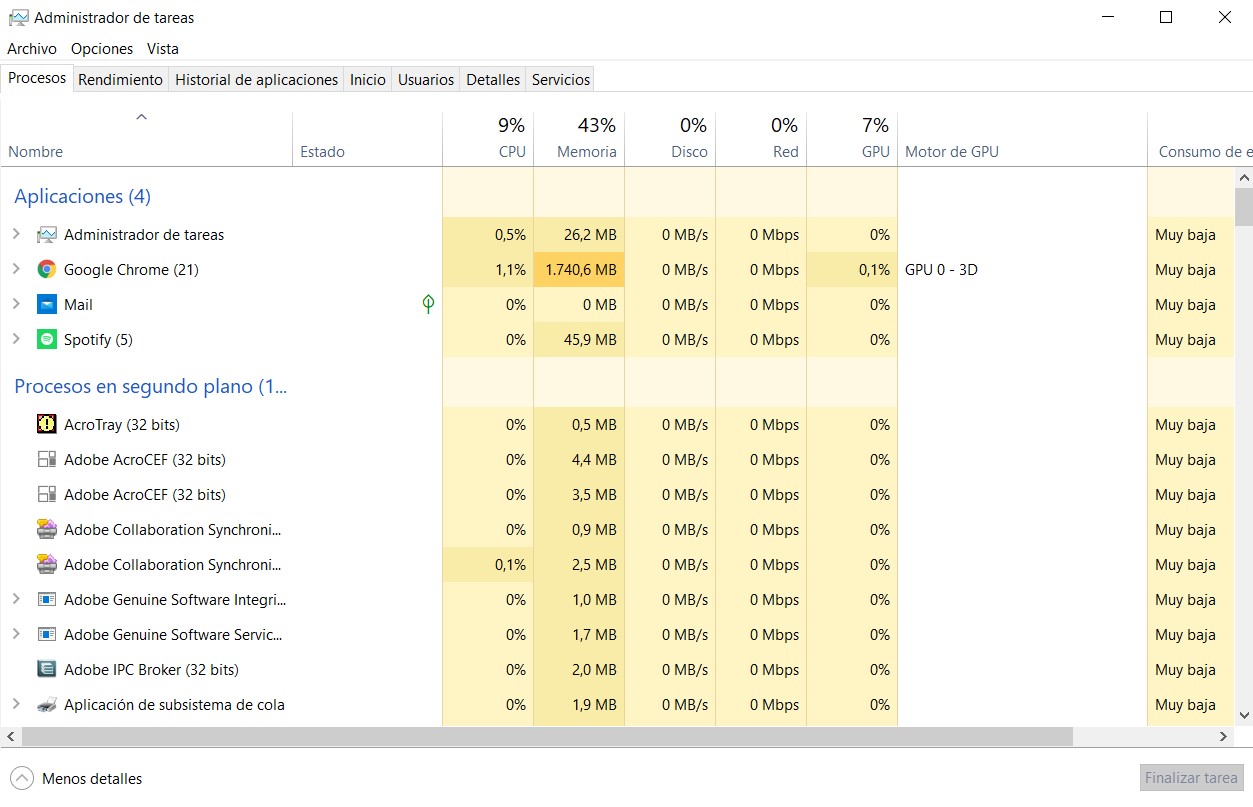 Administrador de tareas
Archivo Opciones Vista
Procesos Rendimiento Historial de aplicaciones Inicio Usuarios Detalles Servicios
9% 43% 0% 0% 7%
Nombre Estado CPU Memoria Disco Red GPU Motor de GPU Consumo de e
Aplicaciones (4)
Administrador de tareas 0,5% 26,2 MB 0 MB/s 0 Mbps 0% Muy baja
Google Chrome (21) 1,1% 1.740,6 MB 0 MB/s 0 Mbps 0,1% GPU 0 - 3D Muy baja
Mail 0% 0 MB 0 MB/s 0 Mbps 0% Muy baja
Spotify (5) 0% 45,9 MB 0 MB/s 0 Mbps 0% Muy baja
Procesos en segundo plano (1...
AcroTray (32 bits) 0% 0,5 MB 0 MB/s 0 Mbps 0% Muy baja
Adobe AcroCEF (32 bits) 0% 4,4 MB 0 MB/s 0 Mbps 0% Muy baja
Adobe AcroCEF (32 bits) 0% 3,5 MB 0 MB/s 0 Mbps 0% Muy baja
Adobe Collaboration Synchroni... 0% 0,9 MB 0 MB/s 0 Mbps 0% Muy baja
Adobe Collaboration Synchroni... 0,1% 2,5 MB 0 MB/s 0 Mbps 0% Muy baja
Adobe Genuine Software Integri... 0% 1,0 MB 0 MB/s 0 Mbps 0% Muy baja
Adobe Genuine Software Servic... 0% 1,7 MB 0 MB/s 0 Mbps 0% Muy baja
Adobe IPC Broker (32 bits) 0% 2,0 MB 0 MB/s 0 Mbps 0% Muy baja
Aplicación de subsistema de cola 0% 1,9 MB 0 MB/s 0 Mbps 0% Muy baja
Menos detalles Finalizar tarea